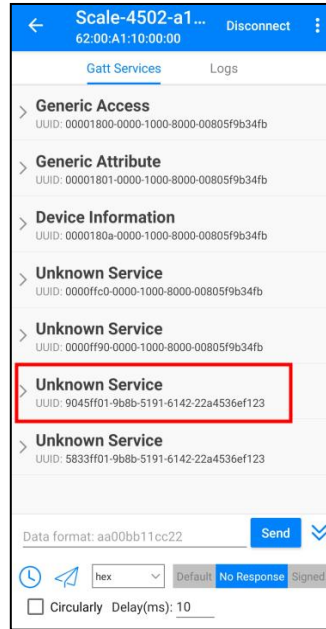 Scale-4502-a1...
62:00:A1:10:00:00
Disconnect
Gatt Services
Logs
Generic Access
UUID: 00001800-0000-1000-8000-00805f9b34fb
Generic Attribute
UUID: 00001801-0000-1000-8000-00805f9b34fb
Device Information
UUID: 0000180a-0000-1000-8000-00805f9b34fb
Unknown Service
UUID: 0000ffc0-0000-1000-8000-00805f9b34fb
Unknown Service
UUID: 0000ff90-0000-1000-8000-00805f9b34fb
Unknown Service
UUID: 9045ff01-9b8b-5191-6142-22a4536ef123
Unknown Service
UUID: 5833ff01-9b8b-5191-6142-22a4536ef123
Data format: aa00bb11cc22
Send
hex
Default
No Response
Signed
Circularly Delay(ms): 10